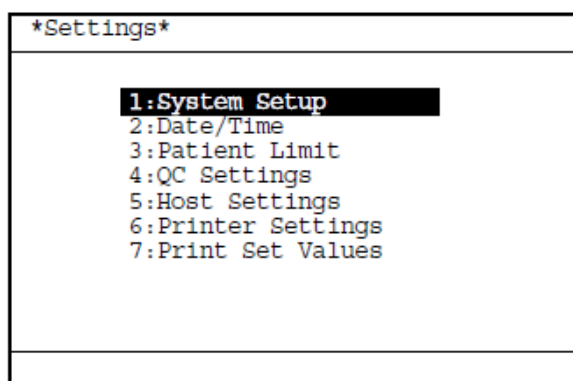 *Settings*
1:System Setup
2:Date/Time
3:Patient Limit
4:QC Settings
5:Host Settings
6:Printer Settings
7:Print Set Values